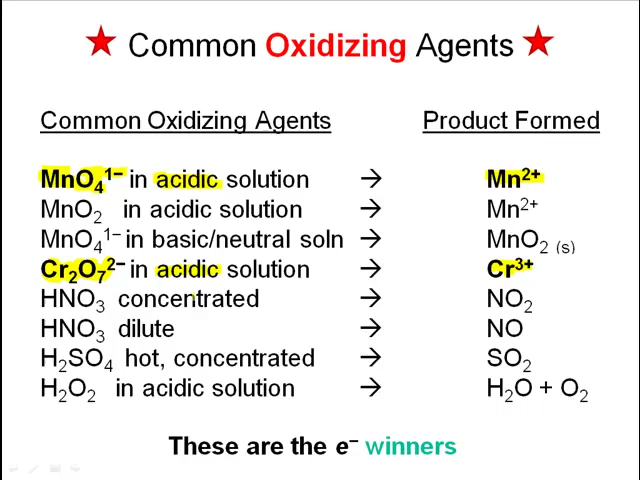 ★ Common Oxidizing Agents ★
Common Oxidizing Agents Product Formed
MnO₄¹⁻ in acidic solution → Mn²⁺
MnO₂ in acidic solution → Mn²⁺
MnO₄¹⁻ in basic/neutral soln → MnO₂ ₍s₎
Cr₂O₇²⁻ in acidic solution → Cr³⁺
HNO₃ concentrated → NO₂
HNO₃ dilute → NO
H₂SO₄ hot, concentrated → SO₂
H₂O₂ in acidic solution → H₂O + O₂
These are the e⁻ winners